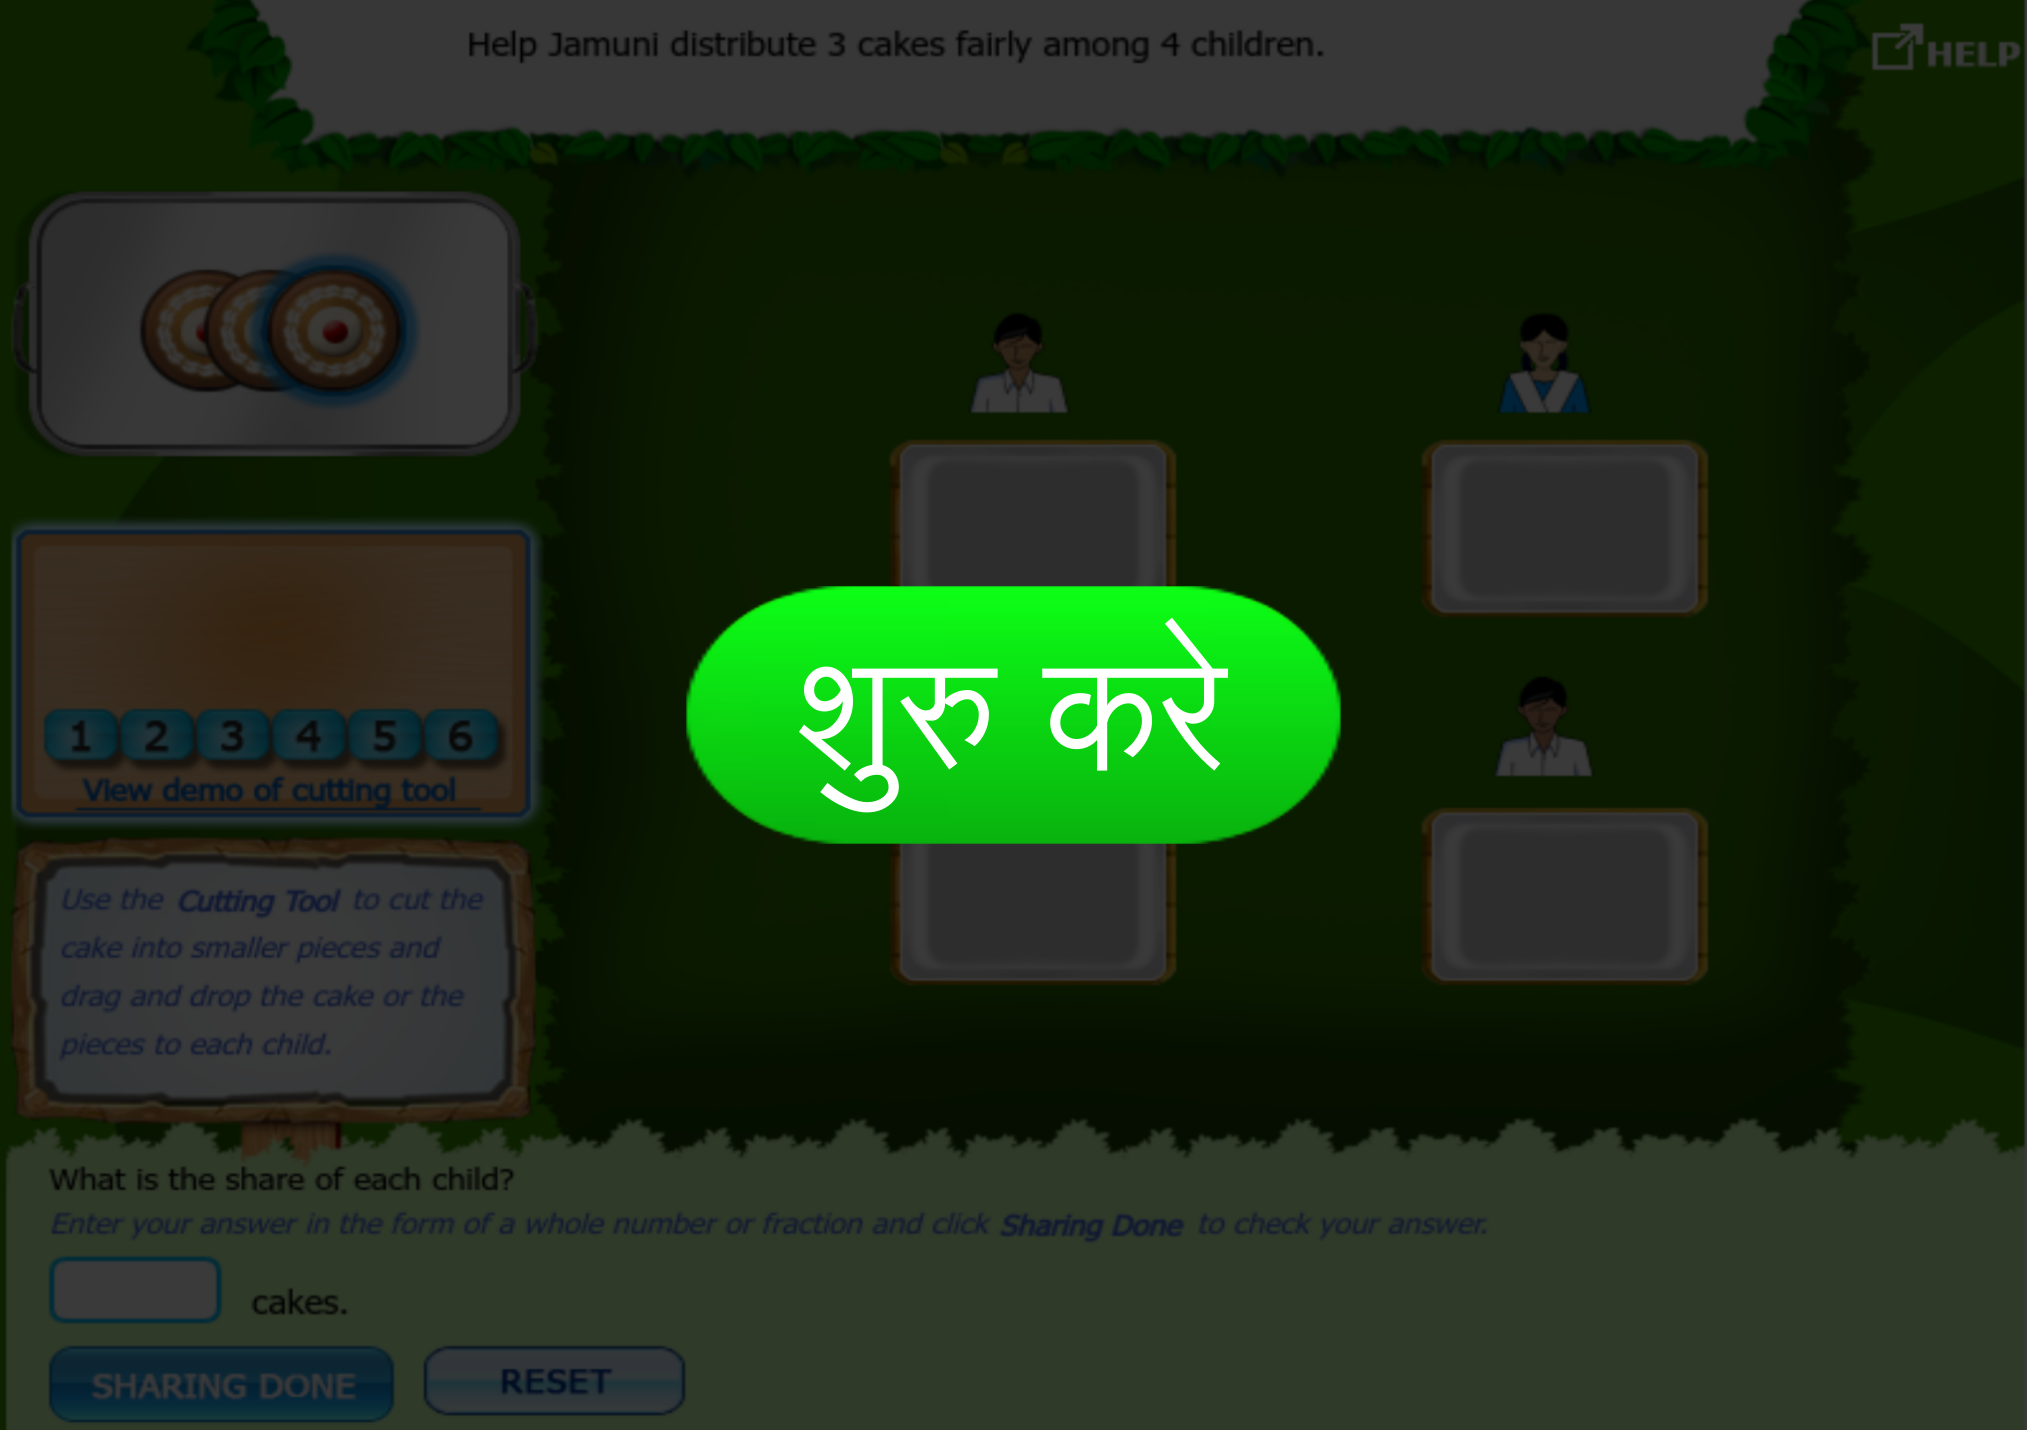 Help Jamuni distribute 3 cakes fairly among 4 children.
HELP
शुरु करे
1 2 3 4 5 6
View demo of cutting tool
Use the Cutting Tool to cut the
cake into smaller pieces and
drag and drop the cake or the
pieces to each child.
What is the share of each child?
Enter your answer in the form of a whole number or fraction and click Sharing Done to check your answer.
cakes.
SHARING DONE
RESET